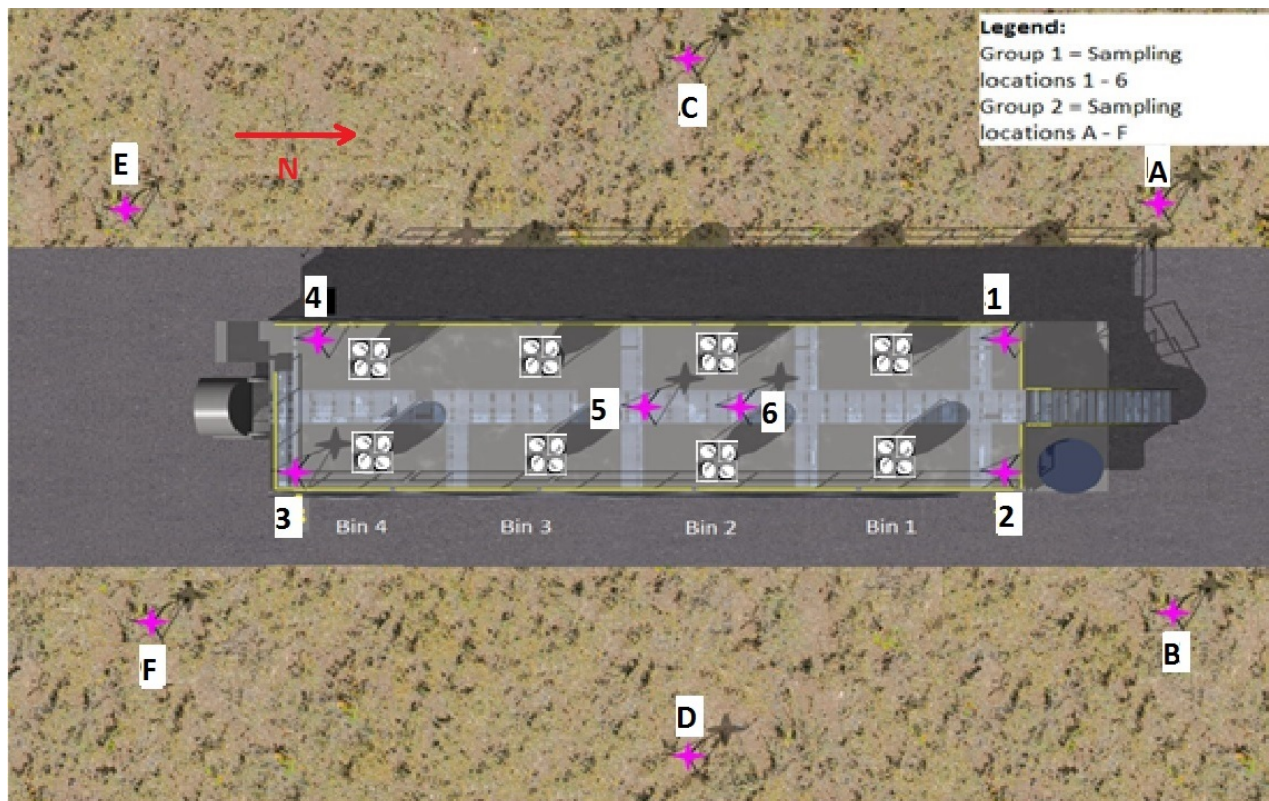 Legend:
Group 1 = Sampling
locations 1 - 6
Group 2 = Sampling
locations A - F
C
A
E
N
4
1
5
6
3
2
Bin 4
Bin 3
Bin 2
Bin 1
F
B
D